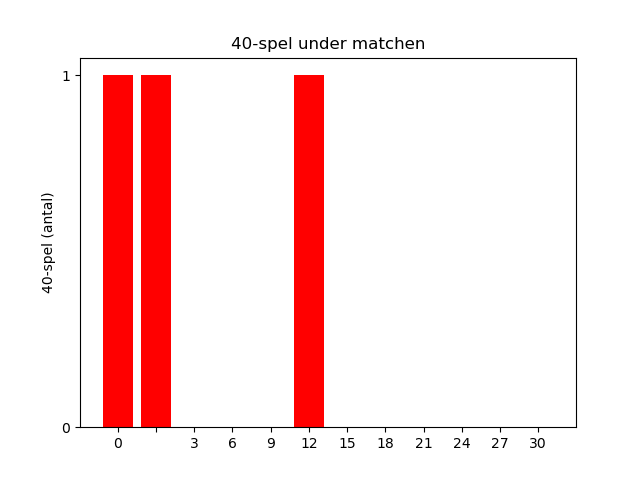 40-spel under matchen
1
40-spel (antal)
0
0 3 6 9 12 15 18 21 24 27 30